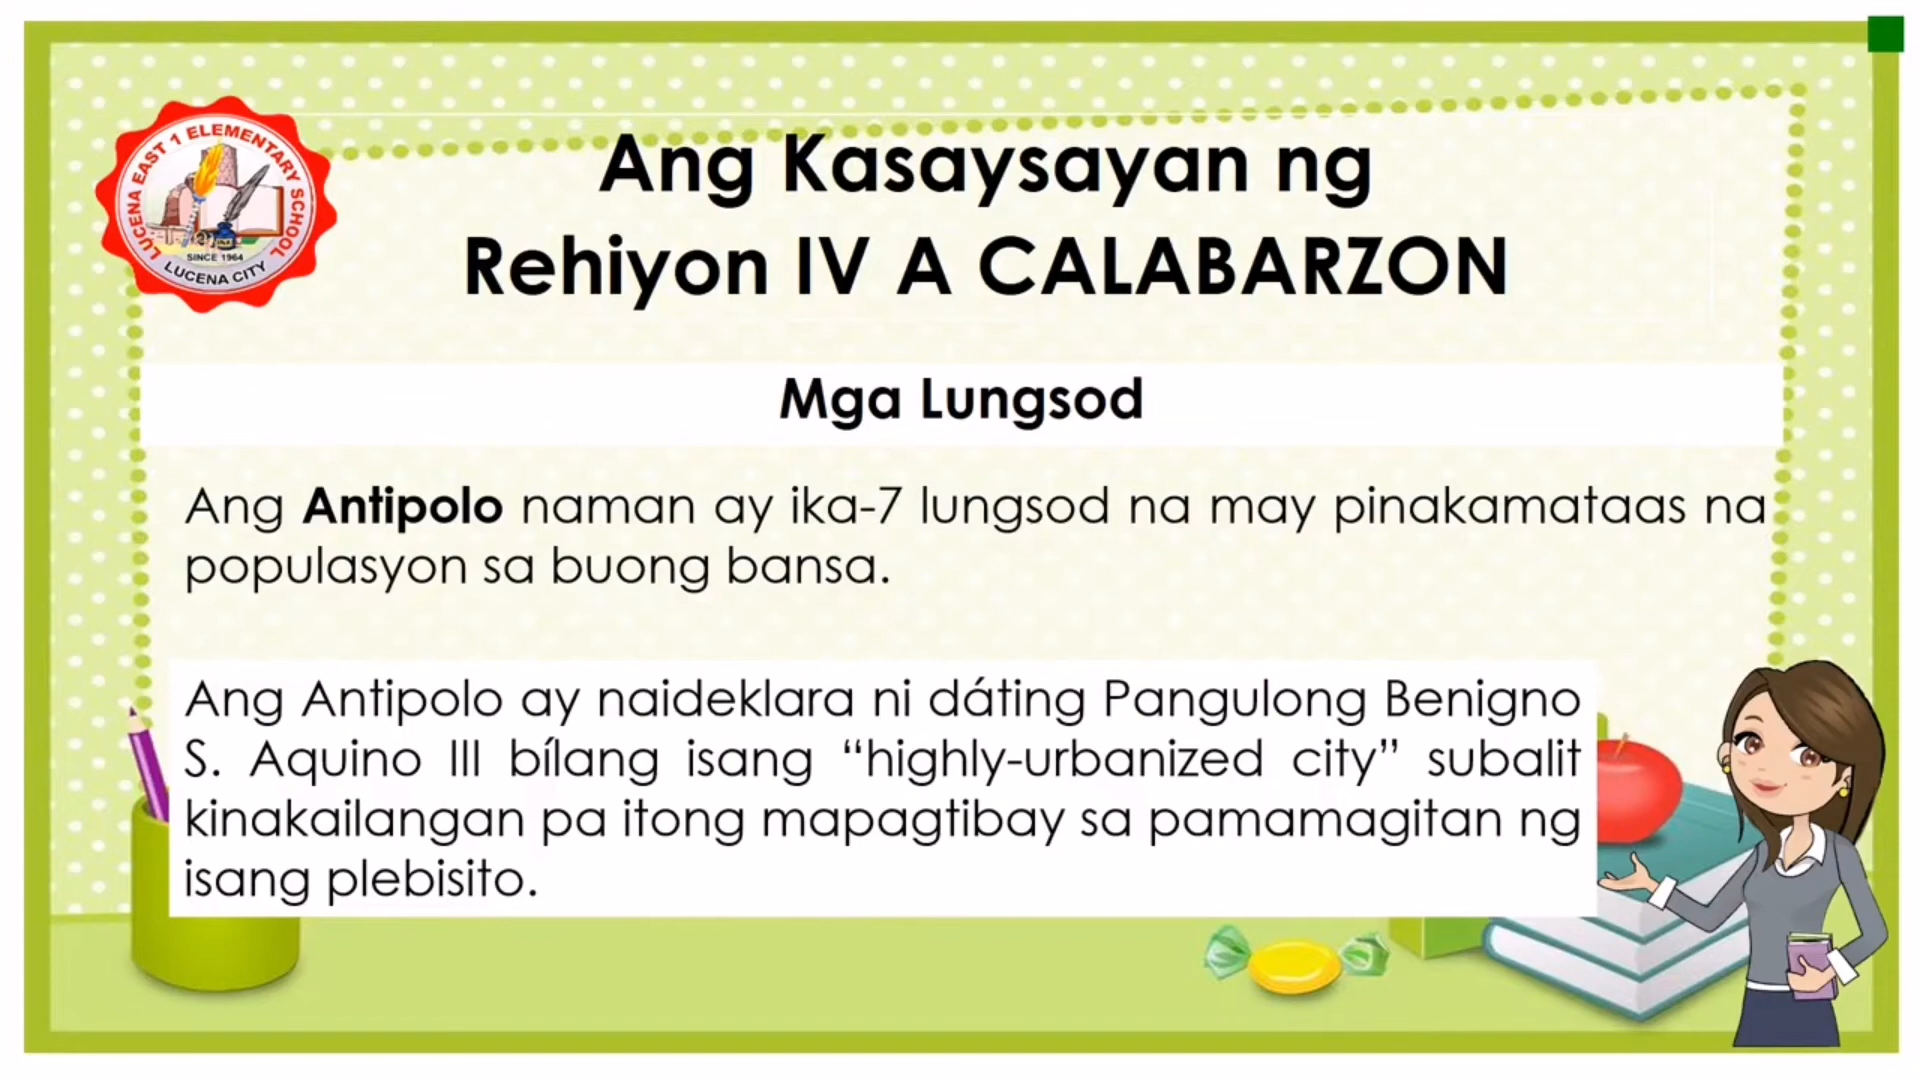 LUCENA EAST 1 ELEMENTARY SCHOOL
SINCE 1964
LUCENA CITY
Ang Kasaysayan ng
Rehiyon IV A CALABARZON
Mga Lungsod
Ang Antipolo naman ay ika-7 lungsod na may pinakamataas na
populasyon sa buong bansa.
Ang Antipolo ay naideklara ni dáting Pangulong Benigno
S. Aquino III bílang isang “highly-urbanized city” subalit
kinakailangan pa itong mapagtibay sa pamamagitan ng
isang plebisito.